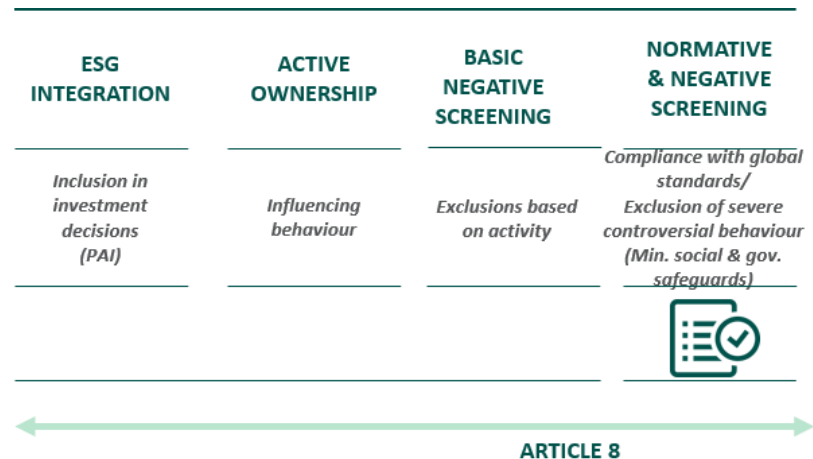 ESG
INTEGRATION
ACTIVE
OWNERSHIP
BASIC
NEGATIVE
SCREENING
NORMATIVE
& NEGATIVE
SCREENING
Inclusion in
investment
decisions
(PAI)
Influencing
behaviour
Exclusions based
on activity
Compliance with global
standards/
Exclusion of severe
controversial behaviour
(Min. social & gov.
safeguards)
ARTICLE 8